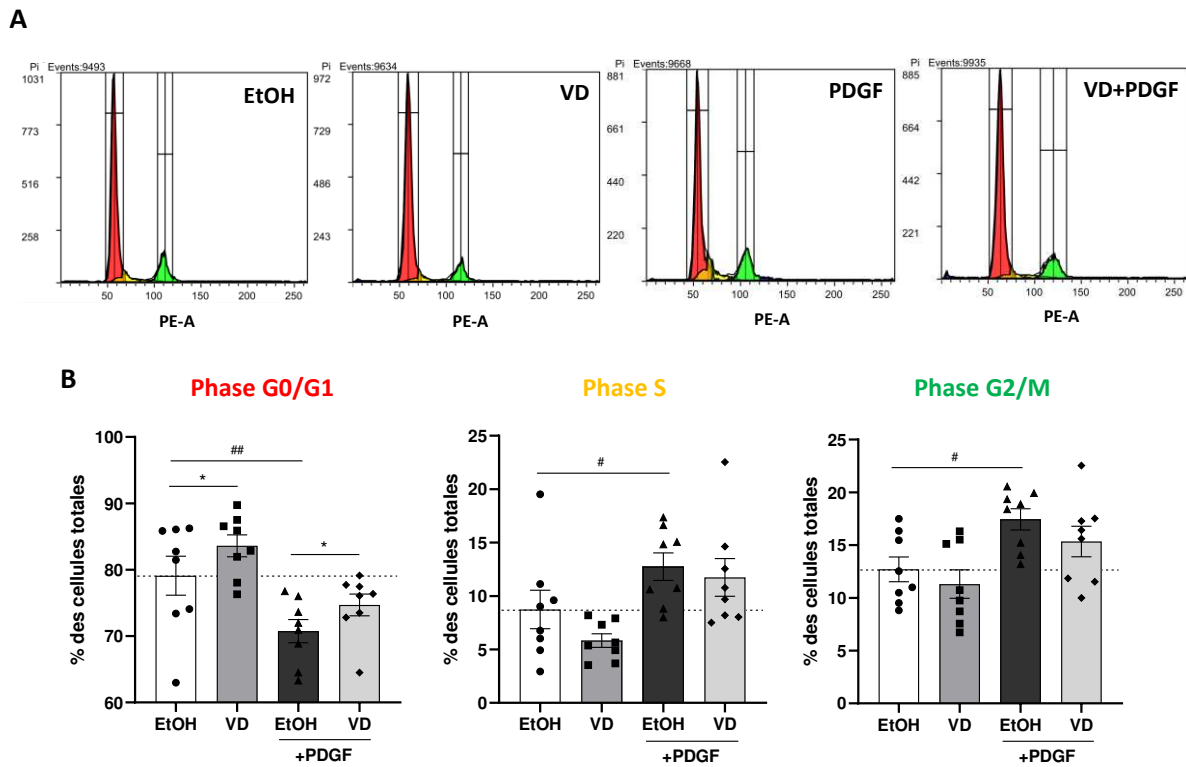 A
Pi Events:9493
1031
773
516
258
EtOH
50 100 150 200 250
PE-A
Pi Events:9634
972
729
486
243
VD
50 100 150 200 250
PE-A
Pi Events:9668
881
661
440
220
PDGF
50 100 150 200 250
PE-A
Pi Events:9935
885
664
442
221
VD+PDGF
50 100 150 200 250
PE-A
B
Phase G0/G1
% des cellules totales
100
90
80
70
60
##
*
*
EtOH VD EtOH VD
+PDGF
Phase S
% des cellules totales
25
20
15
10
5
0
#
EtOH VD EtOH VD
+PDGF
Phase G2/M
% des cellules totales
25
20
15
10
5
0
#
EtOH VD EtOH VD
+PDGF